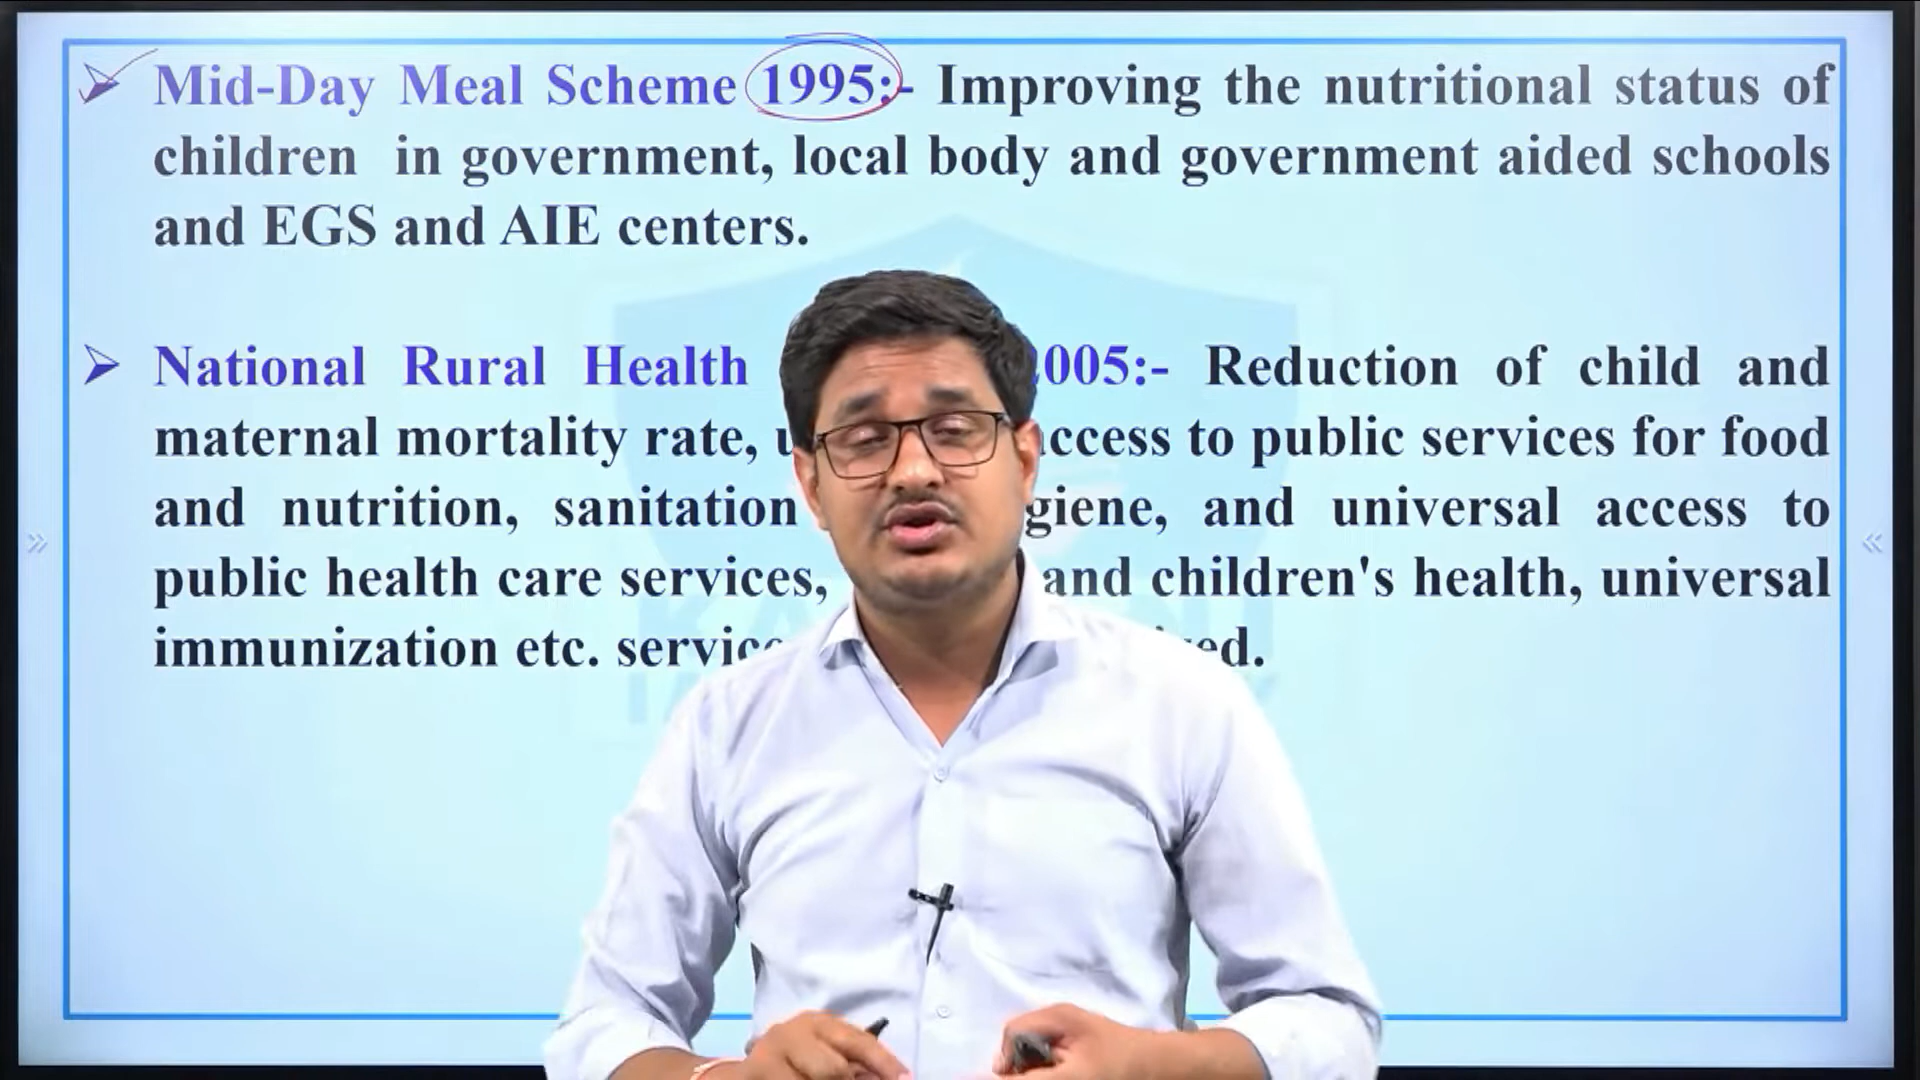 Mid-Day Meal Scheme 1995:- Improving the nutritional status of
children in government, local body and government aided schools
and EGS and AIE centers.
National Rural Health 2005:- Reduction of child and
maternal mortality rate, access to public services for food
and nutrition, sanitation and universal access to
public health care services, and children's health, universal
immunization etc.